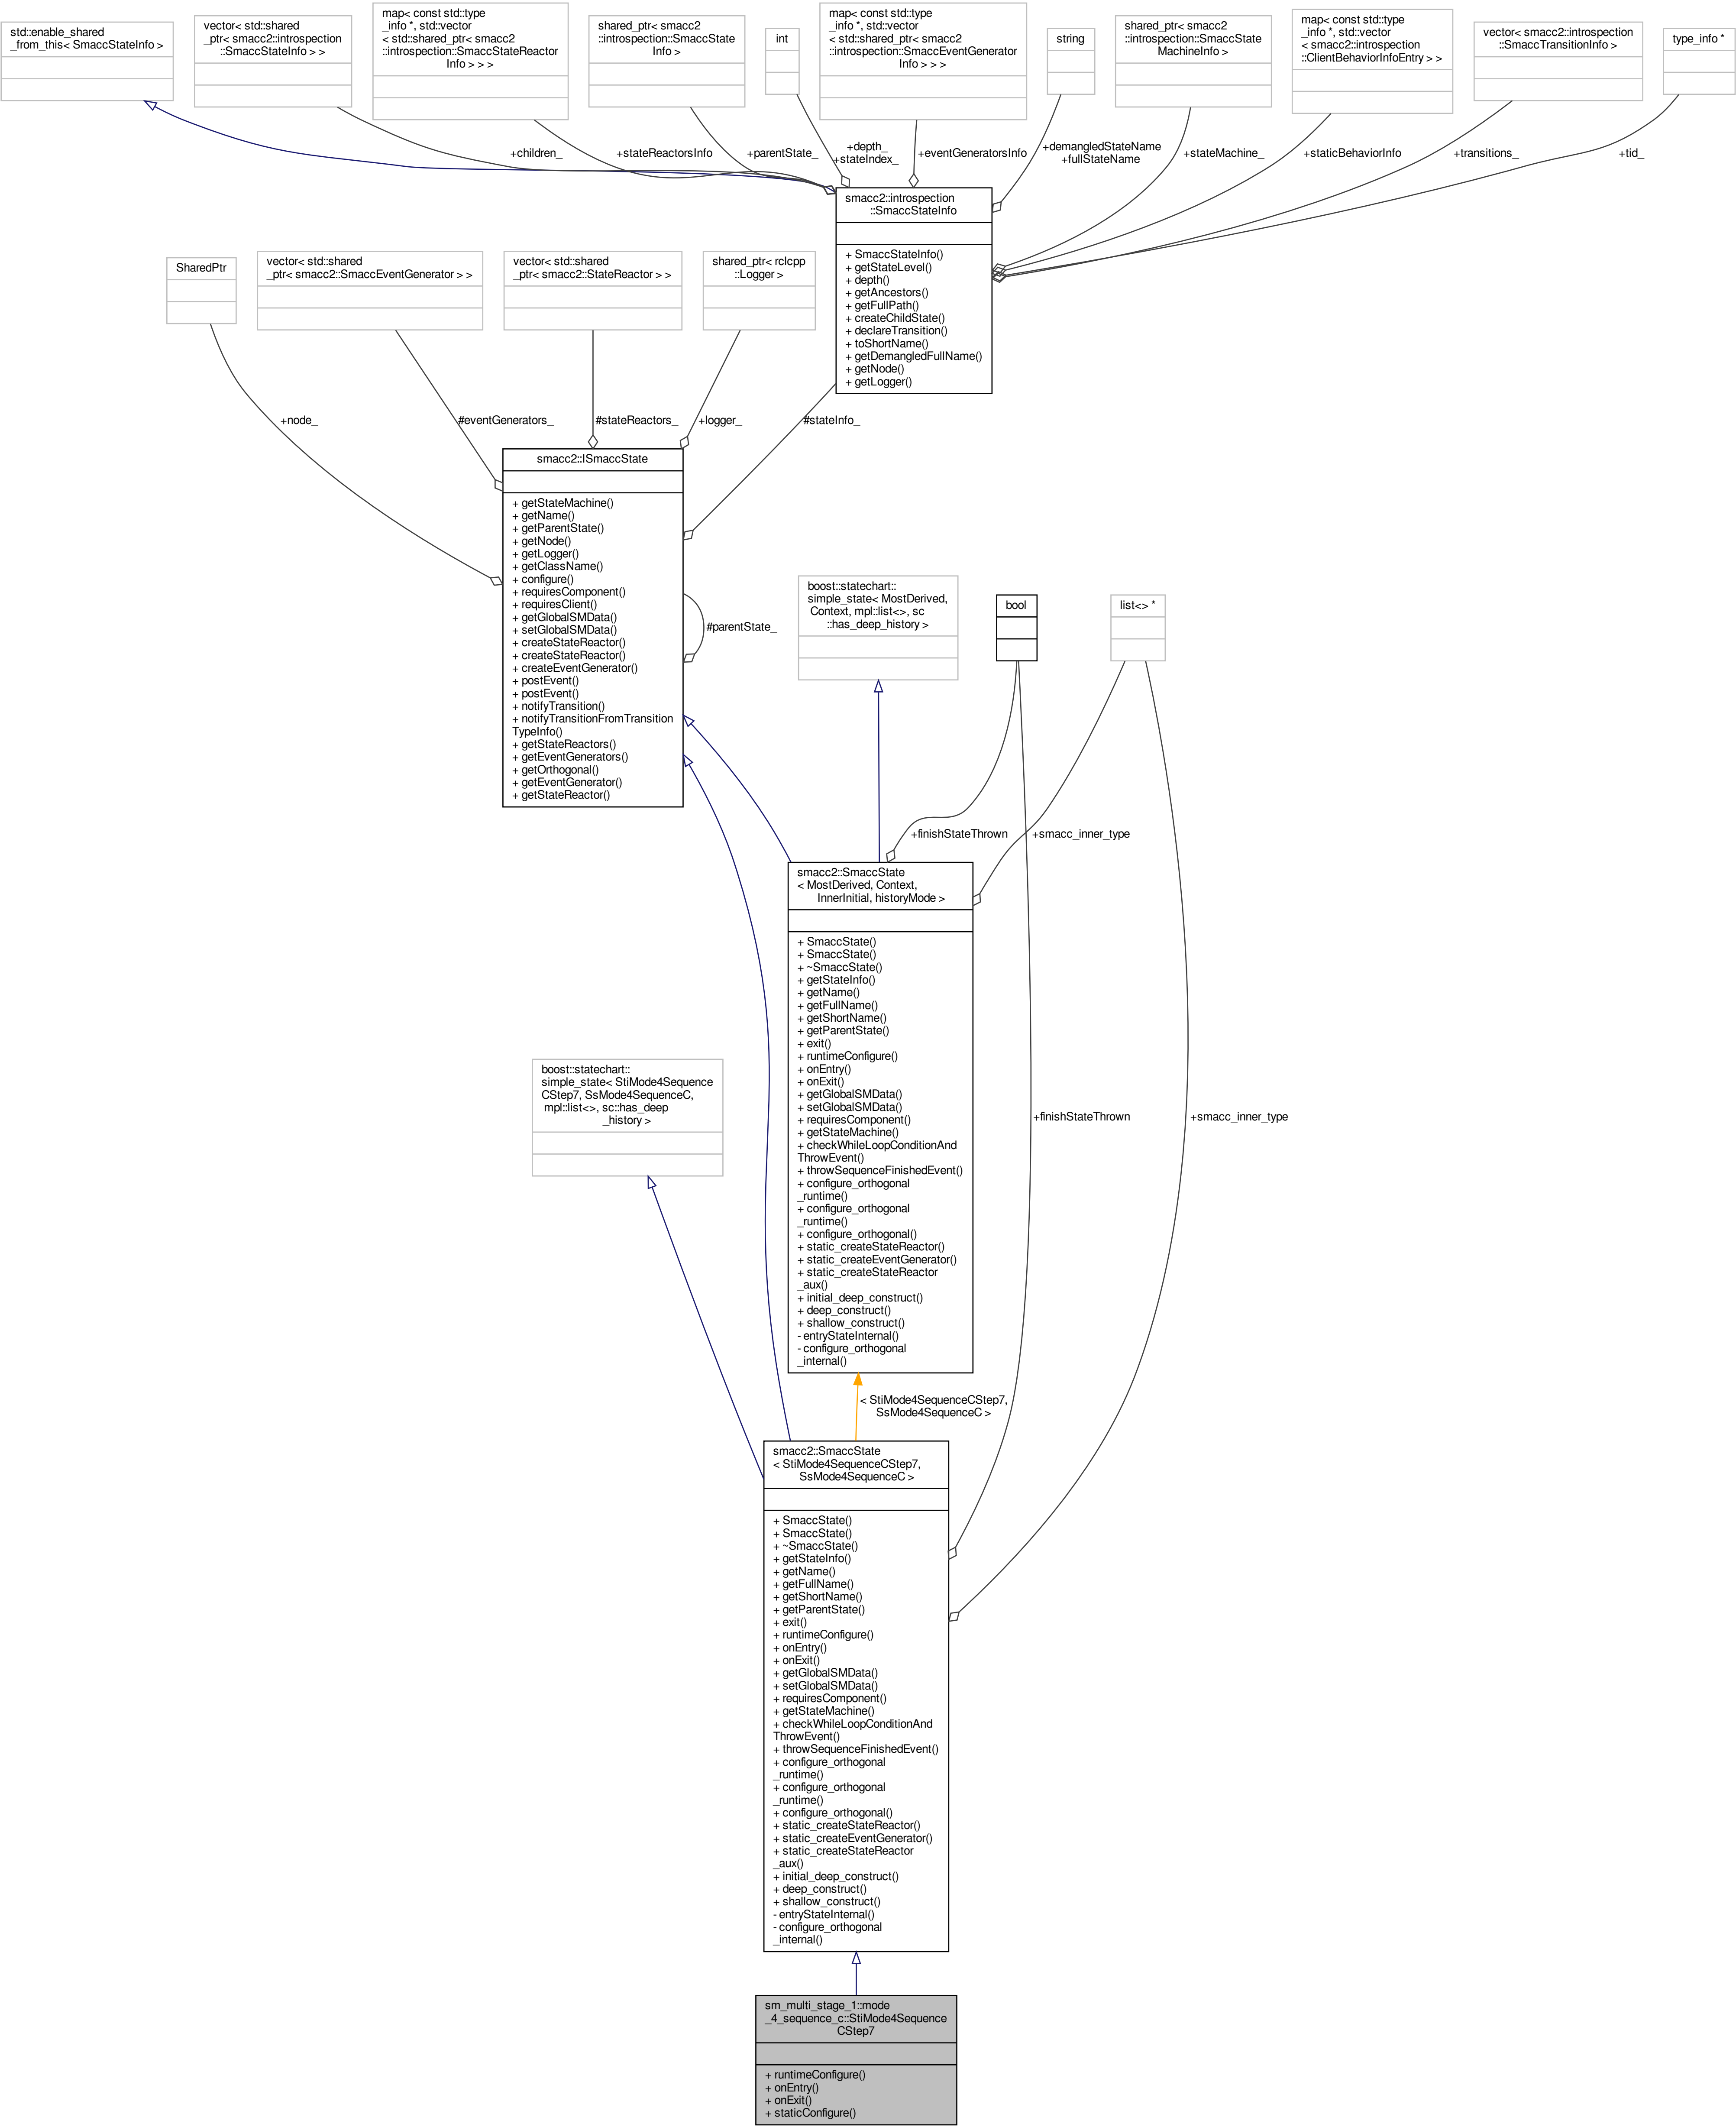 std::enable_shared
_from_this< SmaccStateInfo >
vector< std::shared
_ptr< smacc2::introspection
::SmaccStateInfo > >
map< const std::type
_info *, std::vector
< std::shared_ptr< smacc2
::introspection::SmaccStateReactor
Info > > >
shared_ptr< smacc2
::introspection::SmaccState
Info >
int
map< const std::type
_info *, std::vector
< std::shared_ptr< smacc2
::introspection::SmaccEventGenerator
Info > > >
string
shared_ptr< smacc2
::introspection::SmaccState
MachineInfo >
map< const std::type
_info *, std::vector
< smacc2::introspection
::ClientBehaviorInfoEntry > >
vector< smacc2::introspection
::SmaccTransitionInfo >
type_info *
+children_
+stateReactorsInfo
+parentState_
+depth_
+stateIndex_
+eventGeneratorsInfo
+demangledStateName
+fullStateName
+stateMachine_
+staticBehaviorInfo
+transitions_
+tid_
smacc2::introspection
::SmaccStateInfo
+ SmaccStateInfo()
+ getStateLevel()
+ depth()
+ getAncestors()
+ getFullPath()
+ createChildState()
+ declareTransition()
+ toShortName()
+ getDemangledFullName()
+ getNode()
+ getLogger()
SharedPtr
vector< std::shared
_ptr< smacc2::SmaccEventGenerator > >
vector< std::shared
_ptr< smacc2::StateReactor > >
shared_ptr< rclcpp
::Logger >
+node_
#eventGenerators_
#stateReactors_
+logger_
#stateInfo_
smacc2::ISmaccState
+ getStateMachine()
+ getName()
+ getParentState()
+ getNode()
+ getLogger()
+ getClassName()
+ configure()
+ requiresComponent()
+ requiresClient()
+ getGlobalSMData()
+ setGlobalSMData()
+ createStateReactor()
+ createStateReactor()
+ createEventGenerator()
+ postEvent()
+ postEvent()
+ notifyTransition()
+ notifyTransitionFromTransition
TypeInfo()
+ getStateReactors()
+ getEventGenerators()
+ getOrthogonal()
+ getEventGenerator()
+ getStateReactor()
#parentState_
boost::statechart::
simple_state< MostDerived,
Context, mpl::list<>, sc
::has_deep_history >
bool
list<> *
+finishStateThrown
+smacc_inner_type
smacc2::SmaccState
< MostDerived, Context,
InnerInitial, historyMode >
+ SmaccState()
+ SmaccState()
+ ~SmaccState()
+ getStateInfo()
+ getName()
+ getFullName()
+ getShortName()
+ getParentState()
+ exit()
+ runtimeConfigure()
+ onEntry()
+ onExit()
+ getGlobalSMData()
+ setGlobalSMData()
+ requiresComponent()
+ getStateMachine()
+ checkWhileLoopConditionAnd
ThrowEvent()
+ throwSequenceFinishedEvent()
+ configure_orthogonal
_runtime()
+ configure_orthogonal
_runtime()
+ configure_orthogonal()
+ static_createStateReactor()
+ static_createEventGenerator()
+ static_createStateReactor
_aux()
+ initial_deep_construct()
+ deep_construct()
+ shallow_construct()
- entryStateInternal()
- configure_orthogonal
_internal()
boost::statechart::
simple_state< StiMode4Sequence
CStep7, SsMode4SequenceC,
mpl::list<>, sc::has_deep
_history >
+finishStateThrown
+smacc_inner_type
< StiMode4SequenceCStep7,
SsMode4SequenceC >
smacc2::SmaccState
< StiMode4SequenceCStep7,
SsMode4SequenceC >
+ SmaccState()
+ SmaccState()
+ ~SmaccState()
+ getStateInfo()
+ getName()
+ getFullName()
+ getShortName()
+ getParentState()
+ exit()
+ runtimeConfigure()
+ onEntry()
+ onExit()
+ getGlobalSMData()
+ setGlobalSMData()
+ requiresComponent()
+ getStateMachine()
+ checkWhileLoopConditionAnd
ThrowEvent()
+ throwSequenceFinishedEvent()
+ configure_orthogonal
_runtime()
+ configure_orthogonal
_runtime()
+ configure_orthogonal()
+ static_createStateReactor()
+ static_createEventGenerator()
+ static_createStateReactor
_aux()
+ initial_deep_construct()
+ deep_construct()
+ shallow_construct()
- entryStateInternal()
- configure_orthogonal
_internal()
sm_multi_stage_1::mode
_4_sequence_c::StiMode4Sequence
CStep7
+ runtimeConfigure()
+ onEntry()
+ onExit()
+ staticConfigure()